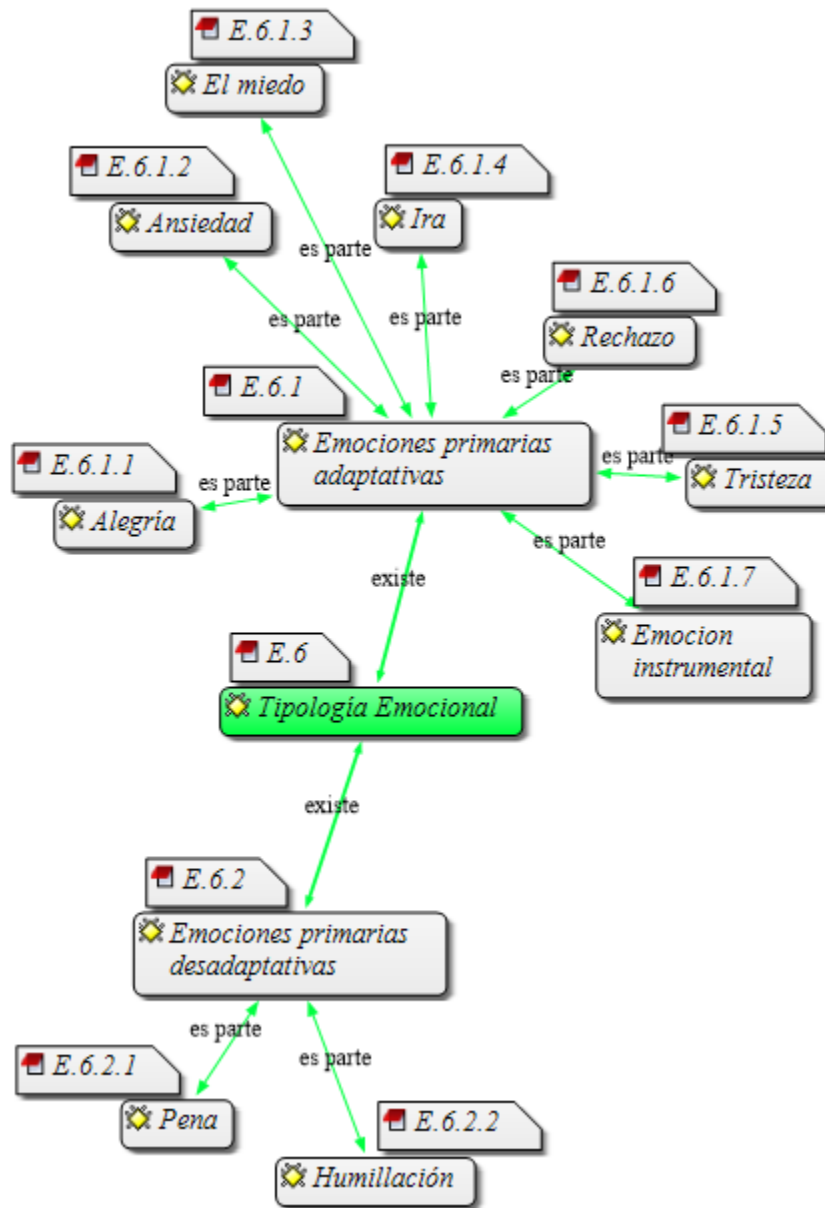 E.6.1.3
El miedo
E.6.1.2
Ansiedad
E.6.1.4
Ira
es parte
es parte
es parte
E.6.1.6
Rechazo
es parte
E.6.1
Emociones primarias
adaptativas
E.6.1.5
Tristeza
es parte
E.6.1.1
Alegría
es parte
es parte
E.6.1.7
Emocion
instrumental
existe
E.6
Tipología Emocional
existe
E.6.2
Emociones primarias
desadaptativas
es parte
es parte
E.6.2.1
Pena
E.6.2.2
Humillación